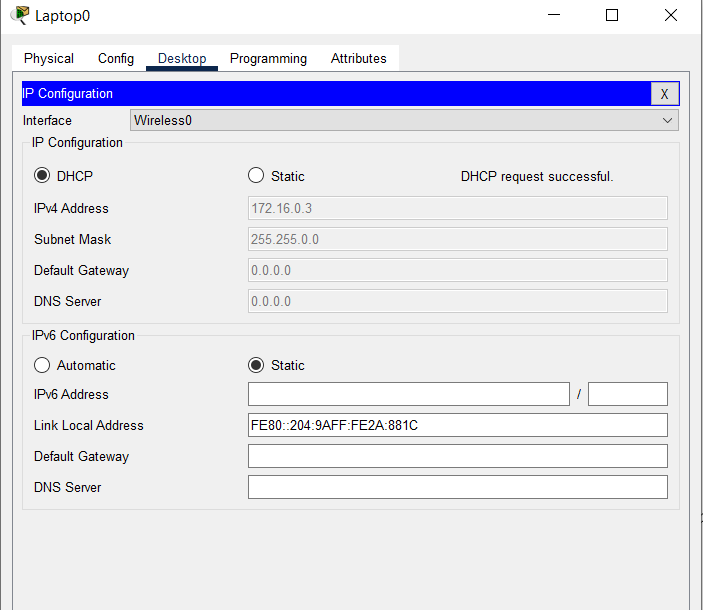 Laptop0
Physical Config Desktop Programming Attributes
IP Configuration X
Interface Wireless0
IP Configuration
DHCP Static DHCP request successful.
IPv4 Address 172.16.0.3
Subnet Mask 255.255.0.0
Default Gateway 0.0.0.0
DNS Server 0.0.0.0
IPv6 Configuration
Automatic Static
IPv6 Address /
Link Local Address FE80::204:9AFF:FE2A:881C
Default Gateway
DNS Server